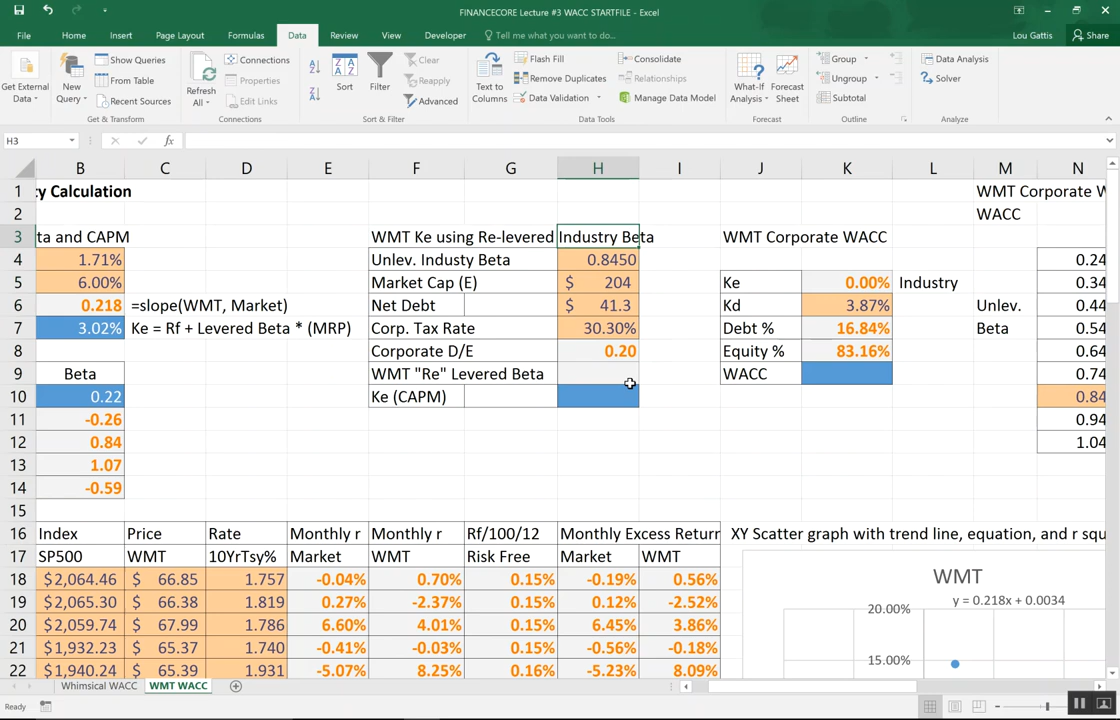 FINANCECORE Lecture #3 WACC STARTFILE - Excel
File Home Insert Page Layout Formulas Data Review View Developer Tell me what you want to do... Lou Gattis Share
Get External Data
New Query
Show Queries
From Table
Recent Sources
Get & Transform
Refresh All
Connections
Properties
Edit Links
Connections
Sort
Filter
Clear
Reapply
Advanced
Sort & Filter
Text to Columns
Flash Fill
Remove Duplicates
Data Validation
Consolidate
Relationships
Manage Data Model
Data Tools
What-If Analysis
Forecast Sheet
Forecast
Group
Ungroup
Subtotal
Outline
Data Analysis
Solver
Analyze
H3 fx
B C D E F G H I J K L M N
1 ty Calculation WMT Corporate W
2 WACC
3 ta and CAPM WMT Ke using Re-levered Industry Beta WMT Corporate WACC
4 1.71% Unlev. Industy Beta 0.8450 0.24
5 6.00% Market Cap (E) $ 204 Ke 0.00% Industry 0.34
6 0.218 =slope(WMT, Market) Net Debt $ 41.3 Kd 3.87% Unlev. 0.44
7 3.02% Ke = Rf + Levered Beta * (MRP) Corp. Tax Rate 30.30% Debt % 16.84% Beta 0.54
8 Corporate D/E 0.20 Equity % 83.16% 0.64
9 Beta WMT "Re" Levered Beta WACC 0.74
10 0.22 Ke (CAPM) 0.84
11 -0.26 0.94
12 0.84 1.04
13 1.07
14 -0.59
15
16 Index Price Rate Monthly r Monthly r Rf/100/12 Monthly Excess Returr XY Scatter graph with trend line, equation, and r squ
17 SP500 WMT 10YrTsy% Market WMT Risk Free Market WMT
18 $2,064.46 $ 66.85 1.757 -0.04% 0.70% 0.15% -0.19% 0.56%
19 $2,065.30 $ 66.38 1.819 0.27% -2.37% 0.15% 0.12% -2.52%
20 $2,059.74 $ 67.99 1.786 6.60% 4.01% 0.15% 6.45% 3.86%
21 $1,932.23 $ 65.37 1.740 -0.41% -0.03% 0.15% -0.56% -0.18%
22 $1,940.24 $ 65.39 1.931 -5.07% 8.25% 0.16% -5.23% 8.09%
WMT
y = 0.218x + 0.0034
20.00%
15.00%
Whimsical WACC WMT WACC
Ready